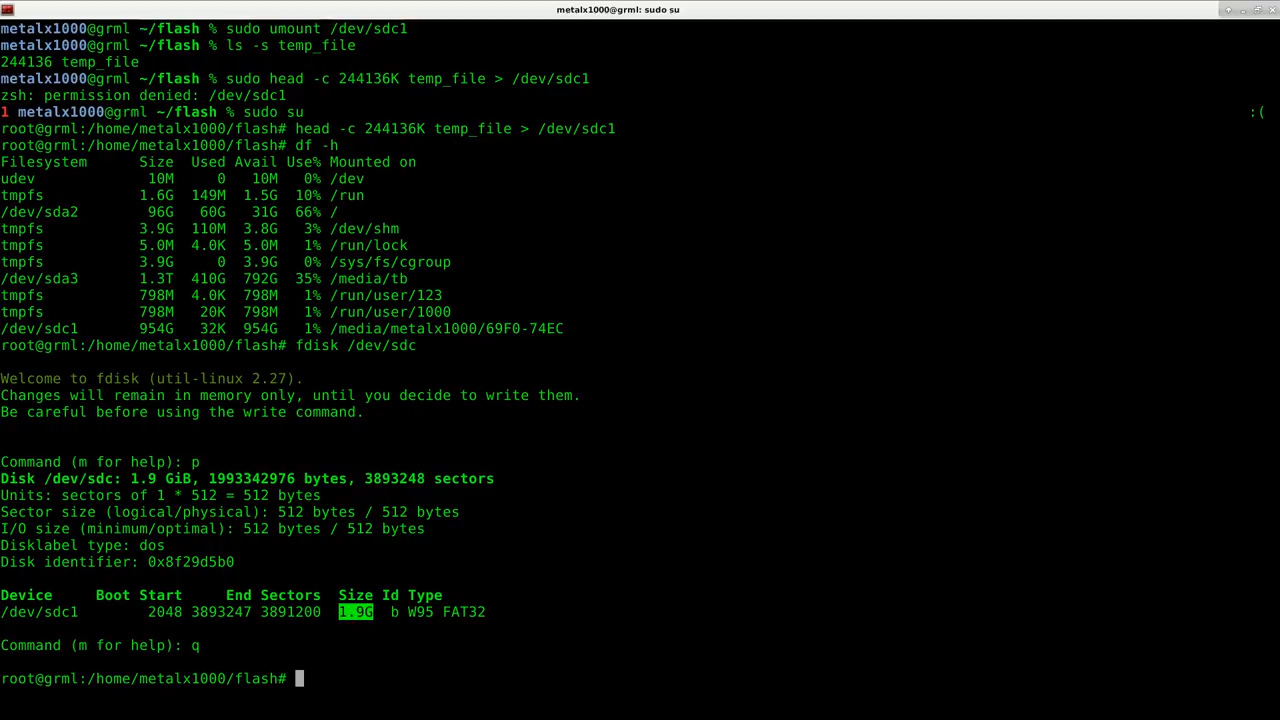 metalx1000@grml: sudo su
metalx1000@grml ~/flash % sudo umount /dev/sdc1
metalx1000@grml ~/flash % ls -s temp_file
244136 temp_file
metalx1000@grml ~/flash % sudo head -c 244136K temp_file > /dev/sdc1
zsh: permission denied: /dev/sdc1
1 metalx1000@grml ~/flash % sudo su :(
root@grml:/home/metalx1000/flash# head -c 244136K temp_file > /dev/sdc1
root@grml:/home/metalx1000/flash# df -h
Filesystem      Size  Used Avail Use% Mounted on
udev             10M     0   10M   0% /dev
tmpfs           1.6G  149M  1.5G  10% /run
/dev/sda2        96G   60G   31G  66% /
tmpfs           3.9G  110M  3.8G   3% /dev/shm
tmpfs           5.0M  4.0K  5.0M   1% /run/lock
tmpfs           3.9G     0  3.9G   0% /sys/fs/cgroup
/dev/sda3       1.3T  410G  792G  35% /media/tb
tmpfs           798M  4.0K  798M   1% /run/user/123
tmpfs           798M   20K  798M   1% /run/user/1000
/dev/sdc1       954G   32K  954G   1% /media/metalx1000/69F0-74EC
root@grml:/home/metalx1000/flash# fdisk /dev/sdc
Welcome to fdisk (util-linux 2.27).
Changes will remain in memory only, until you decide to write them.
Be careful before using the write command.
Command (m for help): p
Disk /dev/sdc: 1.9 GiB, 1993342976 bytes, 3893248 sectors
Units: sectors of 1 * 512 = 512 bytes
Sector size (logical/physical): 512 bytes / 512 bytes
I/O size (minimum/optimal): 512 bytes / 512 bytes
Disklabel type: dos
Disk identifier: 0x8f29d5b0
Device     Boot Start     End Sectors  Size Id Type
/dev/sdc1        2048 3893247 3891200  1.9G  b W95 FAT32
Command (m for help): q
root@grml:/home/metalx1000/flash#